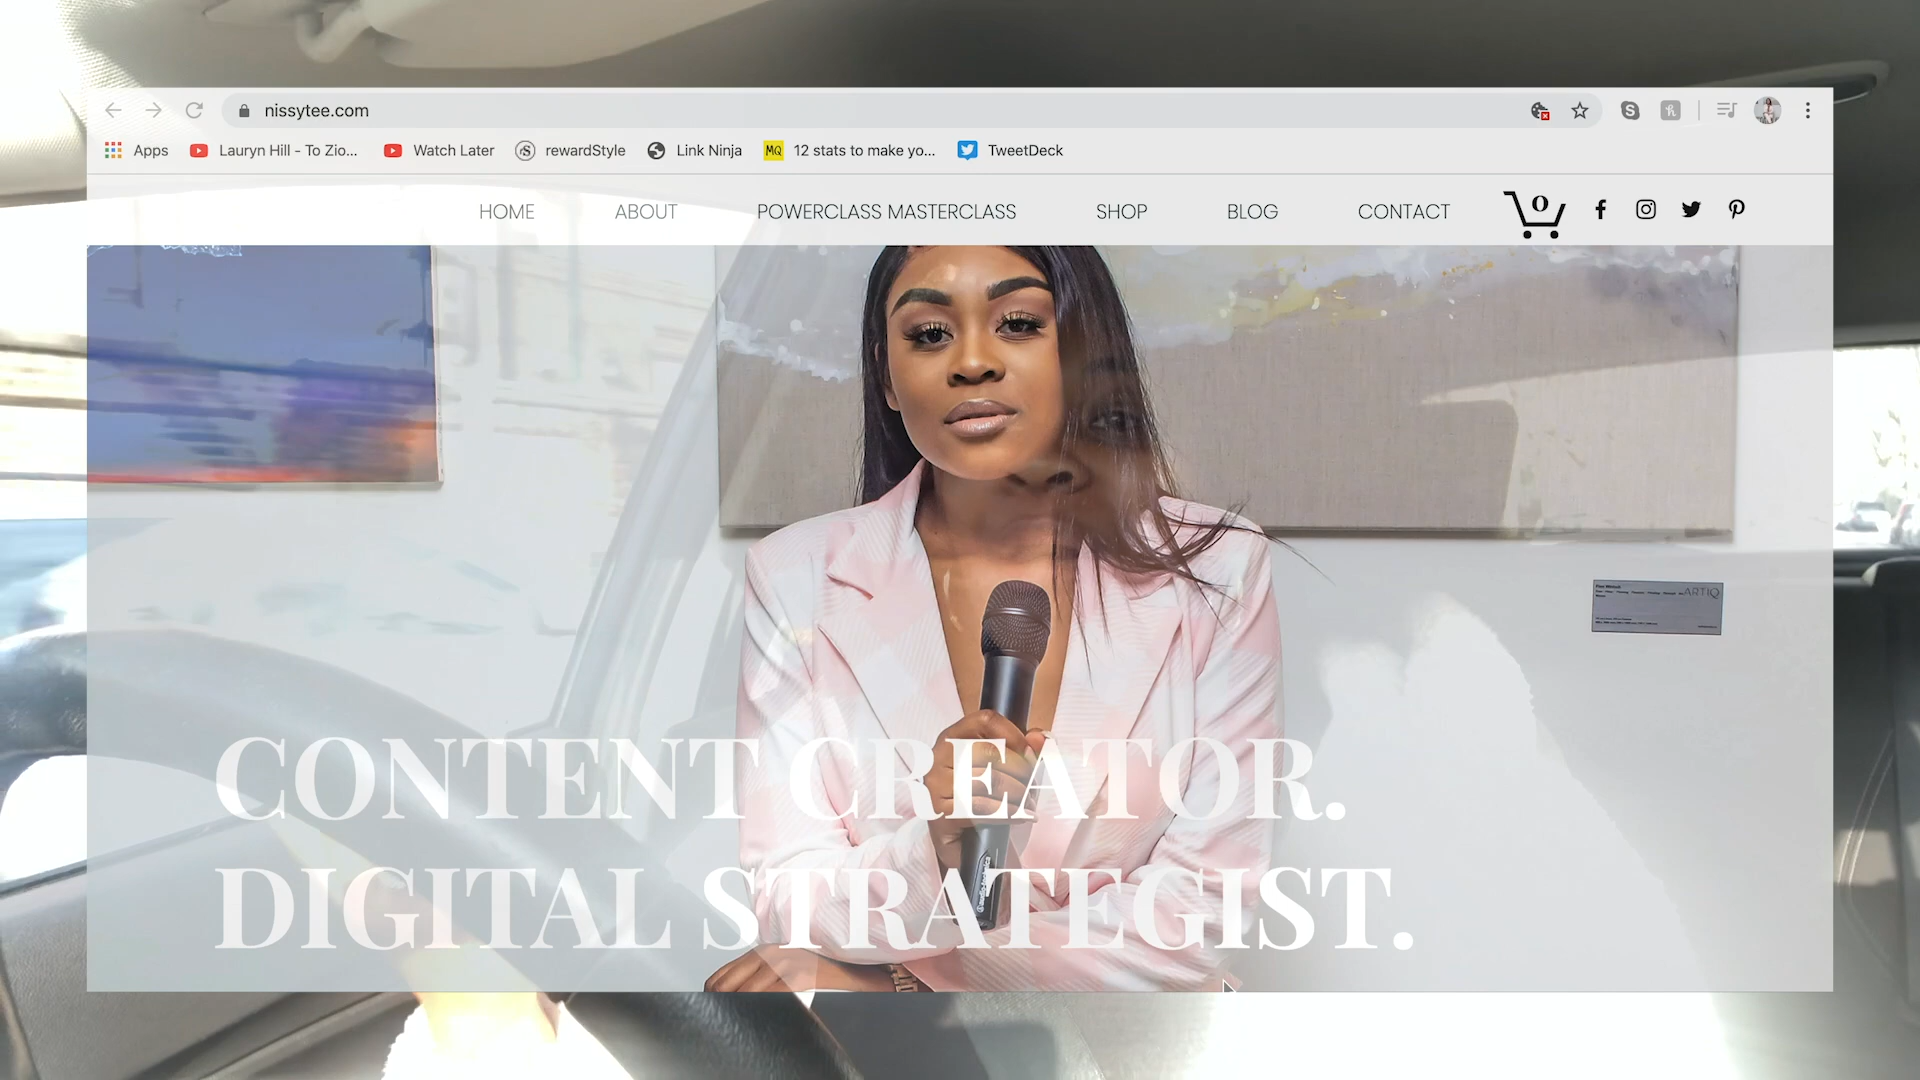 nissytee.com
Apps Lauryn Hill - To Zio... Watch Later rewardStyle Link Ninja MQ 12 stats to make yo... TweetDeck
HOME ABOUT POWERCLASS MASTERCLASS SHOP BLOG CONTACT 0
ARTIQ
CONTENT CREATOR.
DIGITAL STRATEGIST.